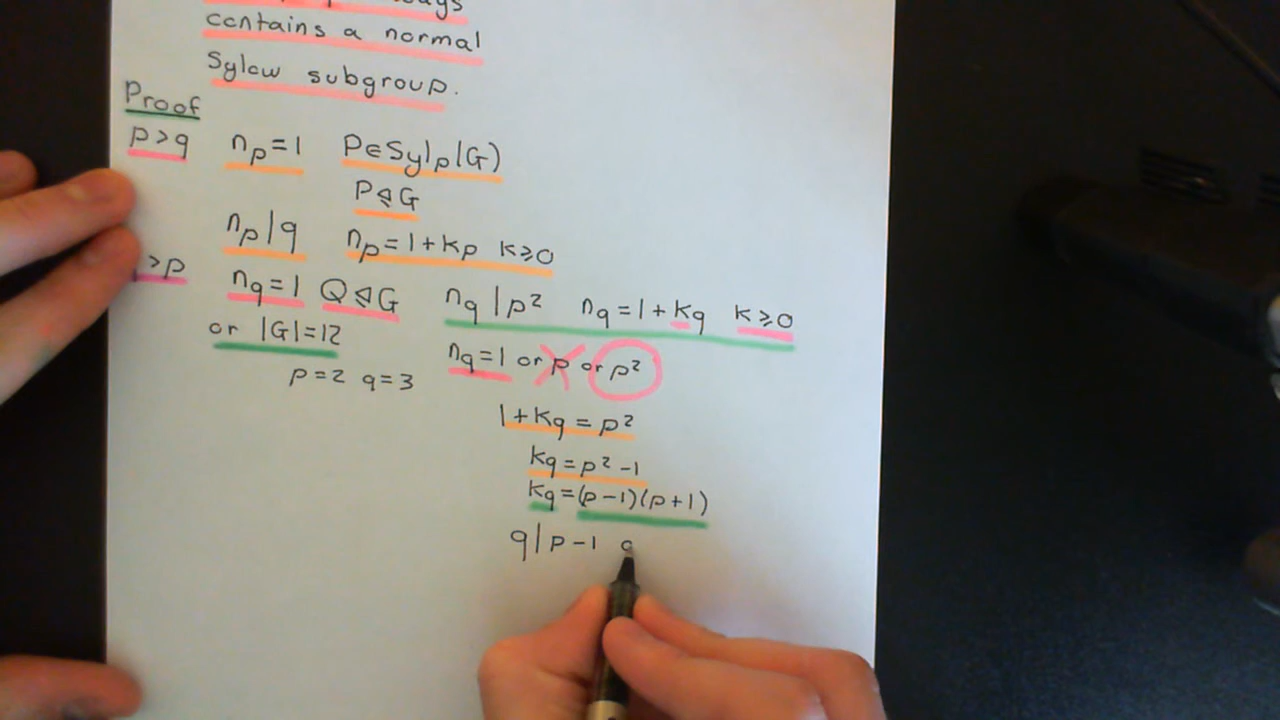 contains a normal
Sylow subgroup.
Proof
p>q n_p=1 P∈Syl_p(G)
P⊲G
n_p|q n_p=1+kp k≥0
>p n_q=1 Q⊲G n_q|p² n_q=1+kq k≥0
or |G|=12 n_q=1 or p or p²
p=2 q=3
1+kq=p²
kq=p²-1
kq=(p-1)(p+1)
q|p-1